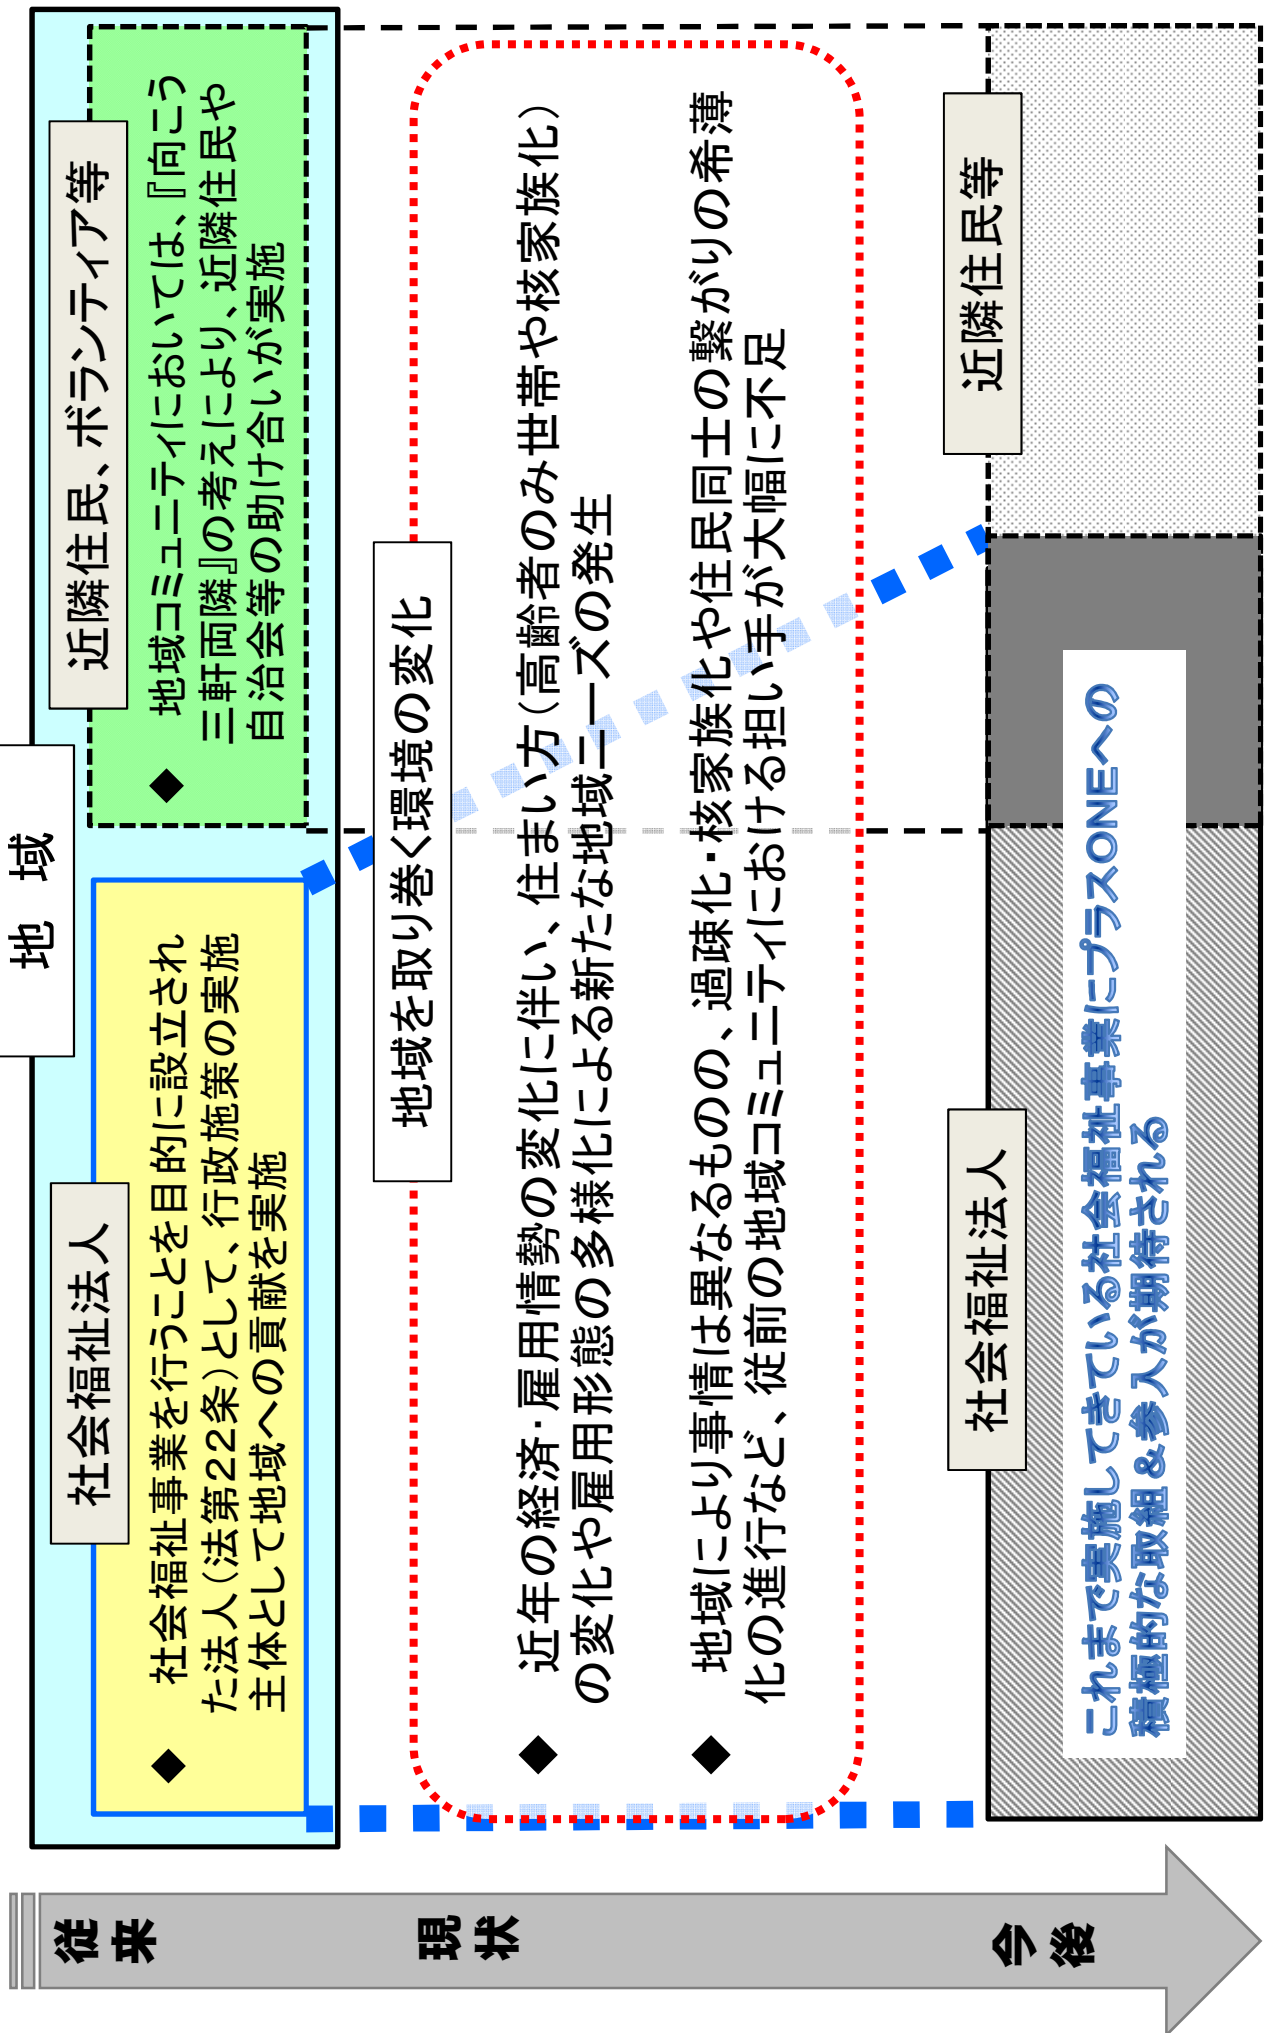 地　域
社会福祉法人
◆　社会福祉事業を行うことを目的に設立され
た法人（法第２２条）として、行政施策の実施
主体として地域への貢献を実施
近隣住民、ボランティア等
◆　地域コミュニティにおいては、『向こう
三軒両隣』の考えにより、近隣住民や
自治会等の助け合いが実施
地域を取り巻く環境の変化
◆　近年の経済・雇用情勢の変化に伴い、住まい方（高齢者のみ世帯や核家族化）
の変化や雇用形態の多様化による新たな地域ニーズの発生
◆　地域により事情は異なるものの、過疎化・核家族化や住民同士の繋がりの希薄
化の進行など、従前の地域コミュニティにおける担い手が大幅に不足
社会福祉法人
近隣住民等
これまで実施してきている社会福祉事業にプラスＯＮＥへの
積極的な取組＆参入が期待される
従来
現状
今後